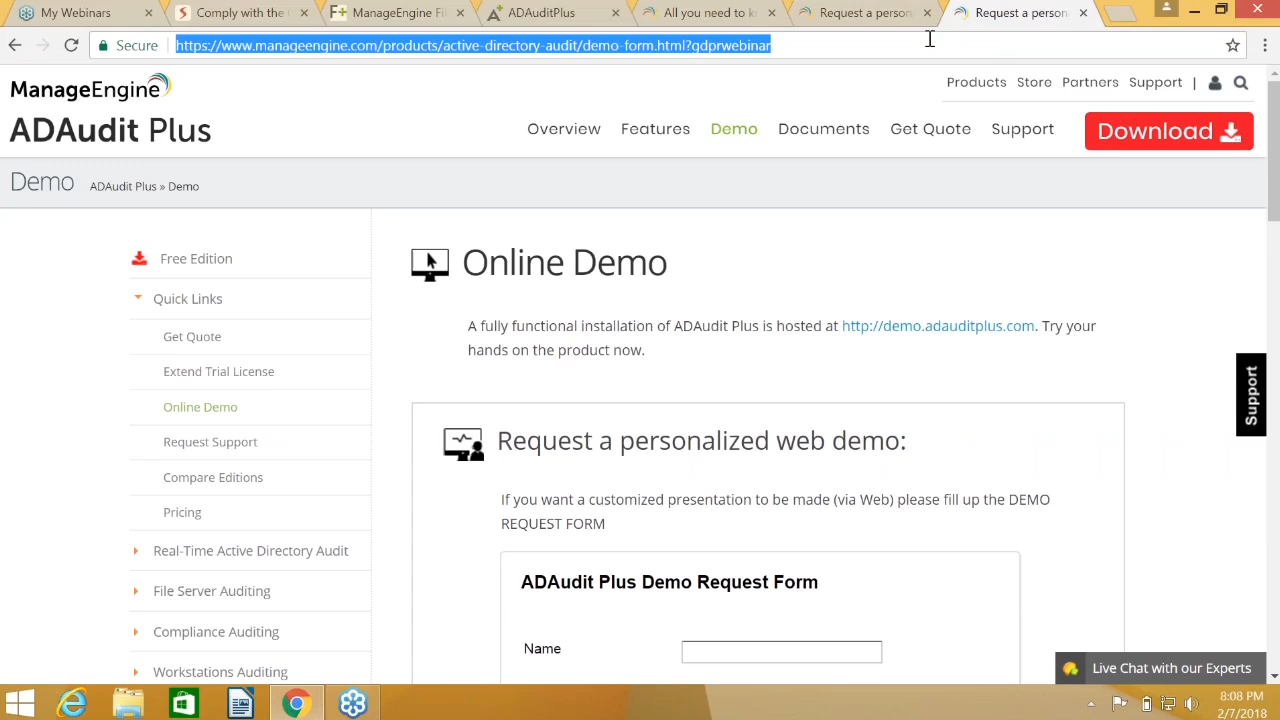 My Webinars
Comply with the
ManageEngine Fi
ADAuditPlus
All you need to k
Request a person
Request a person
Secure
https://www.manageengine.com/products/active-directory-audit/demo-form.html?gdprwebinar
ManageEngine
Products Store Partners Support |
ADAudit Plus
Overview Features Demo Documents Get Quote Support
Download
Demo ADAudit Plus » Demo
Free Edition
Quick Links
Get Quote
Extend Trial License
Online Demo
Request Support
Compare Editions
Pricing
Real-Time Active Directory Audit
File Server Auditing
Compliance Auditing
Workstations Auditing
Online Demo
A fully functional installation of ADAudit Plus is hosted at http://demo.adauditplus.com. Try your
hands on the product now.
Request a personalized web demo:
If you want a customized presentation to be made (via Web) please fill up the DEMO
REQUEST FORM
ADAudit Plus Demo Request Form
Name
Support
Live Chat with our Experts
8:08 PM
2/7/2018